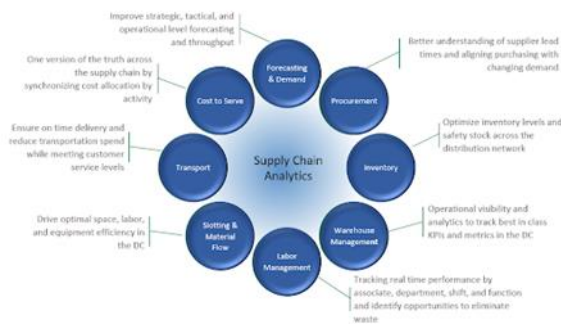 Improve strategic, tactical, and
operational level forecasting
and throughput
Forecasting
& Demand
Better understanding of supplier lead
times and aligning purchasing with
changing demand
Procurement
Optimize inventory levels and
safety stock across the
distribution network
Inventory
Operational visibility and
analytics to track best in class
KPIs and metrics in the DC
Warehouse
Management
Tracking real time performance by
associate, department, shift, and function
and identify opportunities to eliminate
waste
Labor
Management
Drive optimal space, labor,
and equipment efficiency in
the DC
Slotting &
Material
Flow
Ensure on time delivery and
reduce transportation spend
while meeting customer
service levels
Transport
One version of the truth across
the supply chain by
synchronizing cost allocation by
activity
Cost to Serve
Supply Chain
Analytics